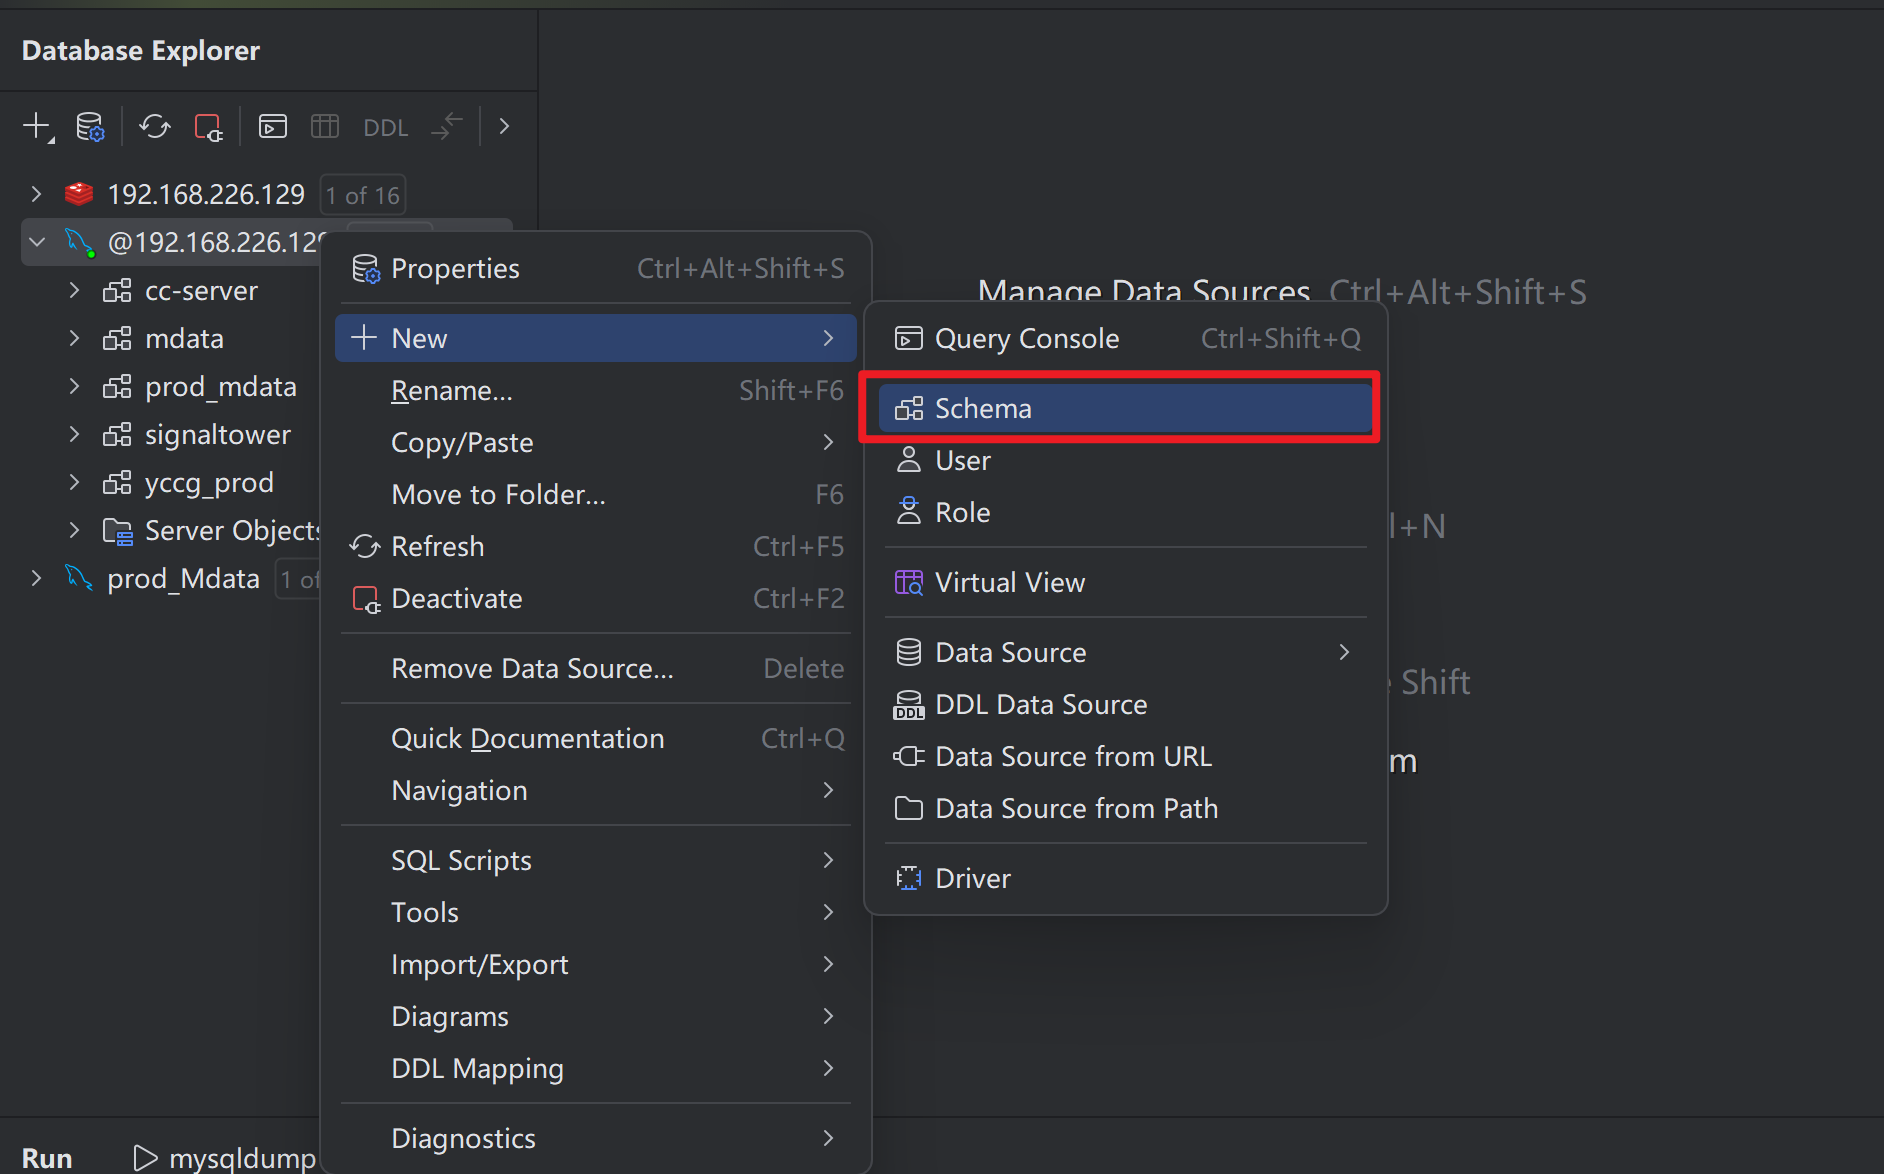 Database Explorer
DDL
192.168.226.129 1 of 16
@192.168.226.129
cc-server
mdata
prod_mdata
signaltower
yccg_prod
Server Objects
prod_Mdata 1 of
Properties Ctrl+Alt+Shift+S
New
Rename... Shift+F6
Copy/Paste
Move to Folder... F6
Refresh Ctrl+F5
Deactivate Ctrl+F2
Remove Data Source... Delete
Quick Documentation Ctrl+Q
Navigation
SQL Scripts
Tools
Import/Export
Diagrams
DDL Mapping
Diagnostics
Manage Data Sources Ctrl+Alt+Shift+S
Query Console Ctrl+Shift+Q
Schema
User
Role
Virtual View
Data Source
DDL Data Source
Data Source from URL
Data Source from Path
Driver
l+N
Shift
m
Run mysqldump